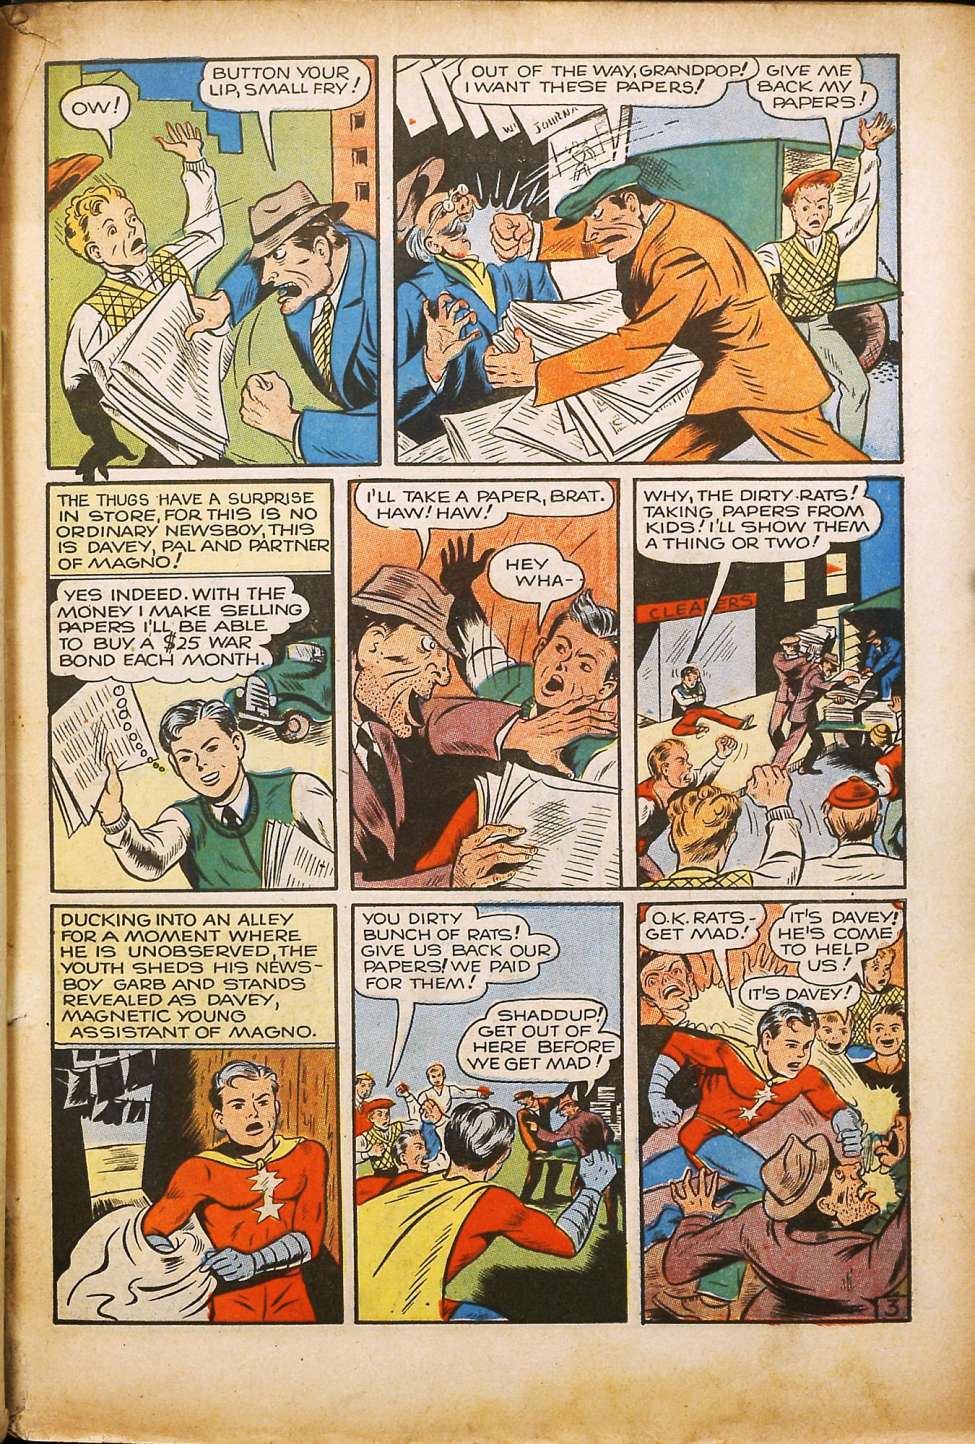 OW!
BUTTON YOUR
LIP, SMALL FRY!
OUT OF THE WAY, GRANDPOP!
I WANT THESE PAPERS!
GIVE ME
BACK MY
PAPERS!
JOURNA
THE THUGS HAVE A SURPRISE
IN STORE, FOR THIS IS NO
ORDINARY NEWSBOY, THIS
IS DAVEY, PAL AND PARTNER
OF MAGNO!
YES INDEED. WITH THE
MONEY I MAKE SELLING
PAPERS I'LL BE ABLE
TO BUY A $25 WAR
BOND EACH MONTH.
I'LL TAKE A PAPER, BRAT.
HAW! HAW!
HEY
WHA--
WHY, THE DIRTY RATS!
TAKING PAPERS FROM
KIDS! I'LL SHOW THEM
A THING OR TWO!
CLEANERS
DUCKING INTO AN ALLEY
FOR A MOMENT WHERE
HE IS UNOBSERVED, THE
YOUTH SHEDS HIS NEWS-
BOY GARB AND STANDS
REVEALED AS DAVEY,
MAGNETIC YOUNG
ASSISTANT OF MAGNO.
YOU DIRTY
BUNCH OF RATS!
GIVE US BACK OUR
PAPERS! WE PAID
FOR THEM!
SHADDUP!
GET OUT OF
HERE BEFORE
WE GET MAD!
O.K. RATS-
GET MAD!
IT'S DAVEY!
HE'S COME
TO HELP
US!
IT'S DAVEY!
3